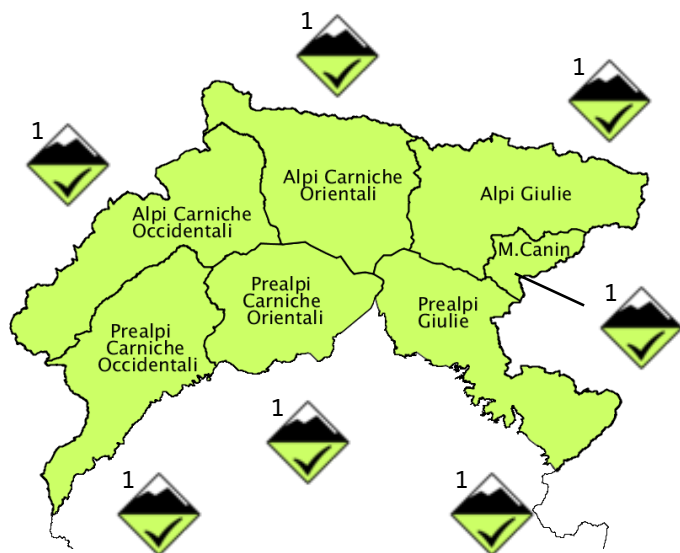 1
1
1
Alpi Carniche
Orientali
Alpi Giulie
Alpi Carniche
Occidentali
M.Canin
Prealpi
Carniche
Orientali
1
Prealpi
Giulie
Prealpi
Carniche
Occidentali
1
1
1